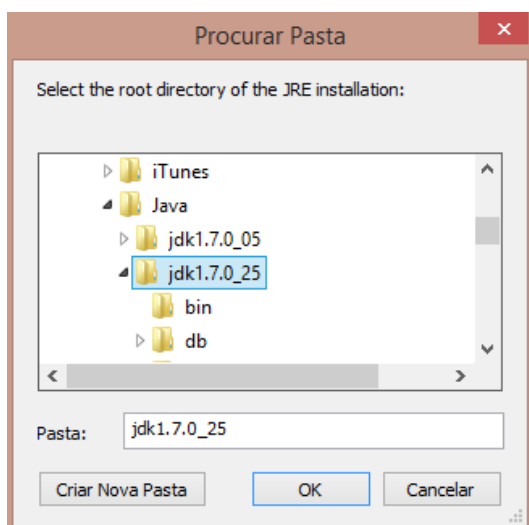 Procurar Pasta
Select the root directory of the JRE installation:
iTunes
Java
jdk1.7.0_05
jdk1.7.0_25
bin
db
Pasta: jdk1.7.0_25
Criar Nova Pasta OK Cancelar